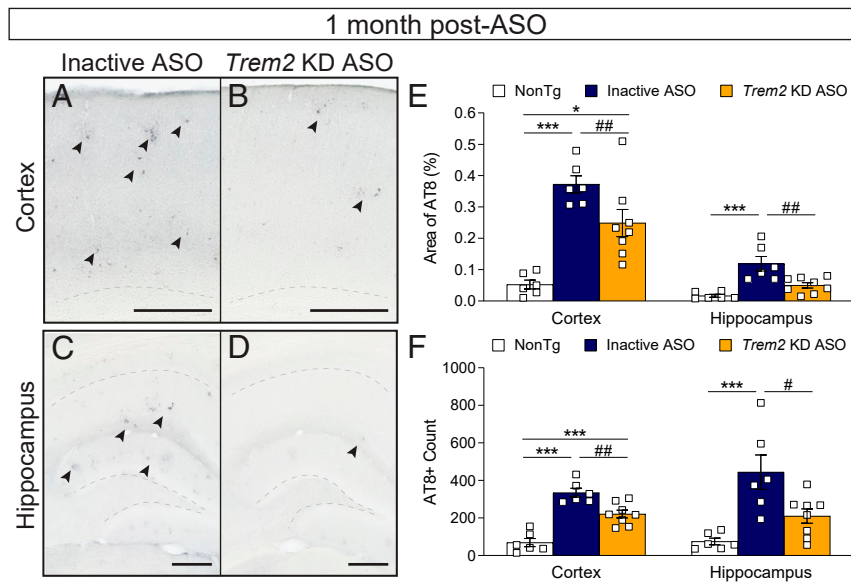 1 month post-ASO
Inactive ASO
Trem2 KD ASO
Cortex
A
B
Hippocampus
C
D
E
NonTg
Inactive ASO
Trem2 KD ASO
Area of AT8 (%)
0.6
0.5
0.4
0.3
0.2
0.1
0.0
*
***
##
***
##
Cortex
Hippocampus
F
NonTg
Inactive ASO
Trem2 KD ASO
AT8+ Count
1000
800
600
400
200
0
***
***
##
***
#
Cortex
Hippocampus